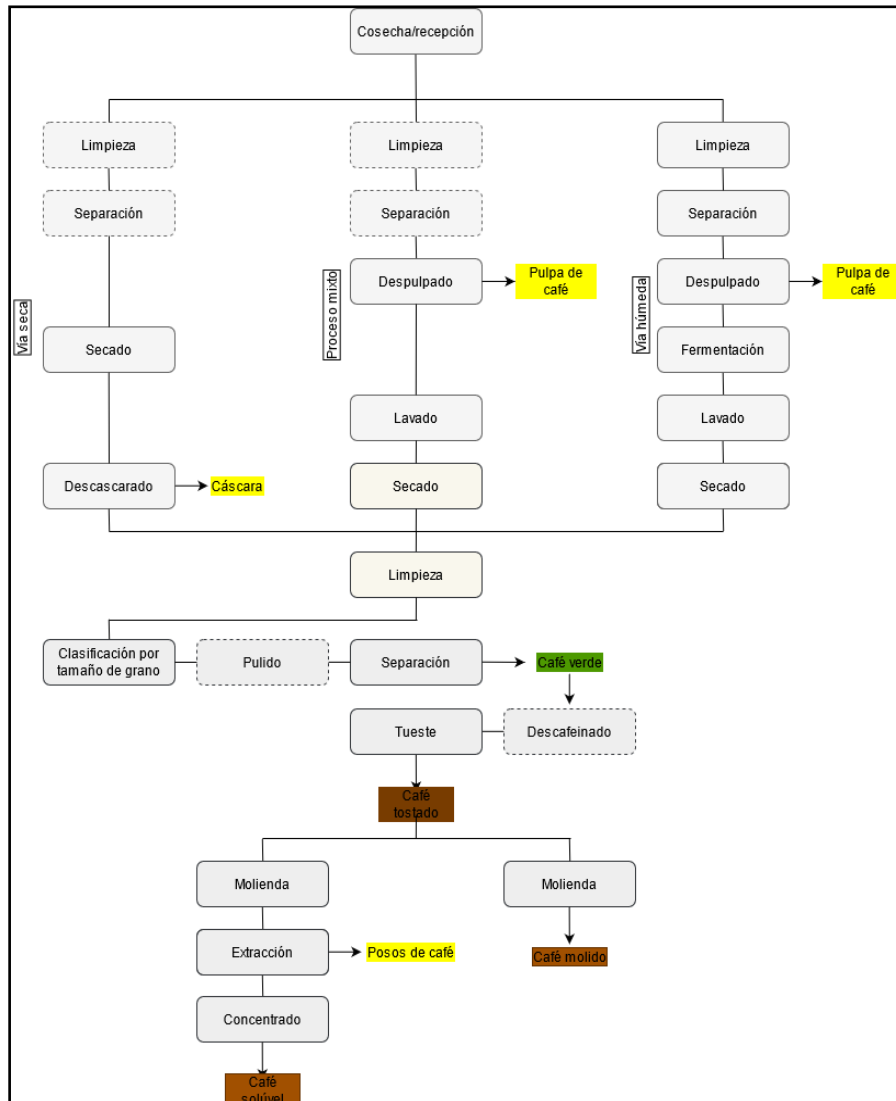 Cosecha/recepción
Limpieza
Limpieza
Limpieza
Separación
Separación
Separación
Vía seca
Proceso mixto
Vía húmeda
Despulpado
Pulpa de
café
Despulpado
Pulpa de
café
Secado
Fermentación
Lavado
Lavado
Descascarado
Cáscara
Secado
Secado
Limpieza
Clasificación por
tamaño de grano
Pulido
Separación
Café verde
Tueste
Descafeinado
Café
tostado
Molienda
Molienda
Extracción
Posos de café
Café molido
Concentrado
Café
solúvel